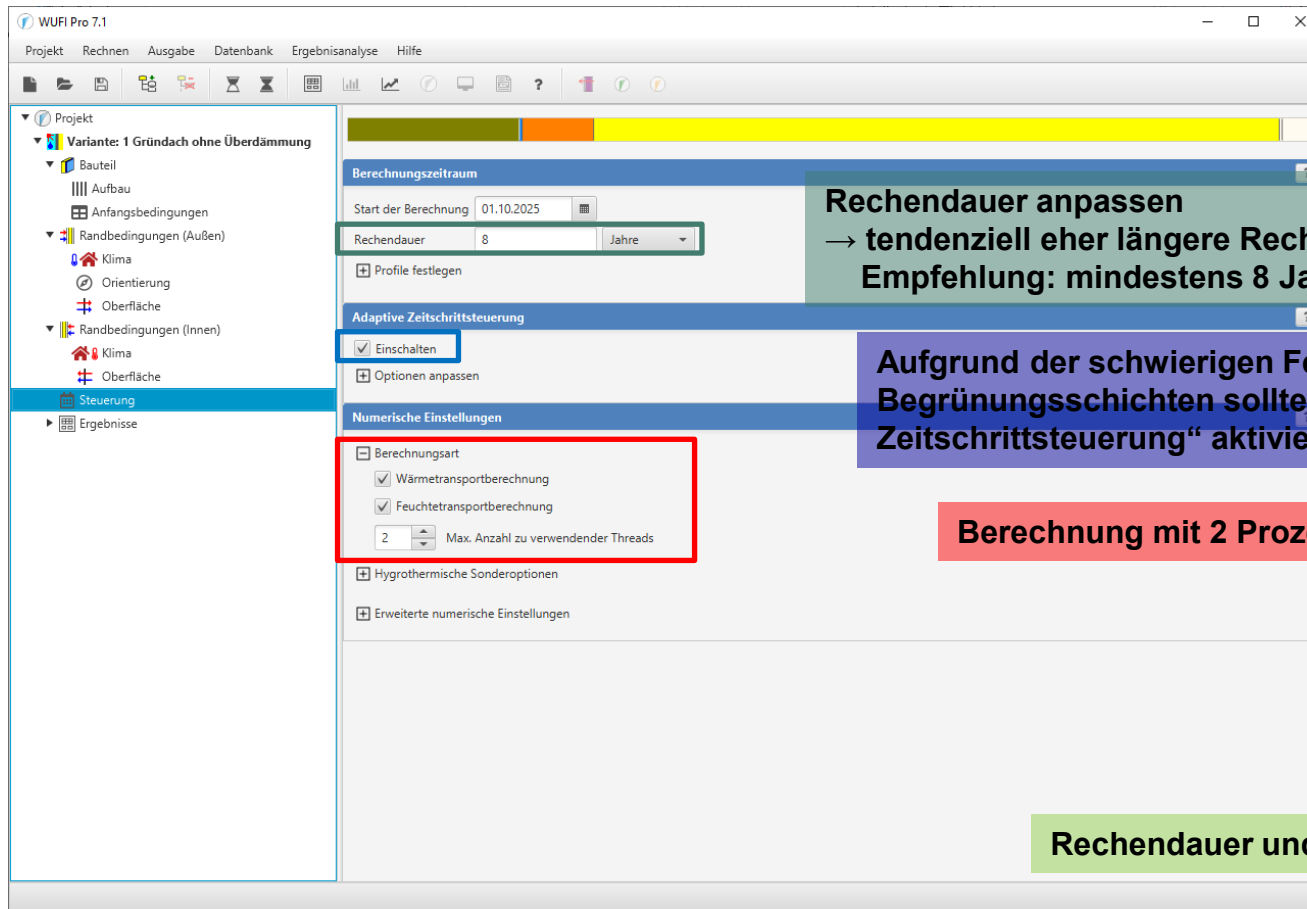 WUFI Pro 7.1
Projekt Rechnen Ausgabe Datenbank Ergebnisanalyse Hilfe
?
Projekt
Variante: 1 Gründach ohne Überdämmung
Bauteil
Aufbau
Anfangsbedingungen
Randbedingungen (Außen)
Klima
Orientierung
Oberfläche
Randbedingungen (Innen)
Klima
Oberfläche
Steuerung
Ergebnisse
Berechnungszeitraum
Start der Berechnung 01.10.2025
Rechendauer 8 Jahre
Profile festlegen
Adaptive Zeitschrittsteuerung
Einschalten
Optionen anpassen
Numerische Einstellungen
Berechnungsart
Wärmetransportberechnung
Feuchtetransportberechnung
2 Max. Anzahl zu verwendender Threads
Hygrothermische Sonderoptionen
Erweiterte numerische Einstellungen
Rechendauer anpassen
→ tendenziell eher längere
Empfehlung: mindestens 8
Aufgrund der schwierigen
Begrünungsschichten sollte
Zeitschrittsteuerung“
Berechnung mit 2
Rechendauer